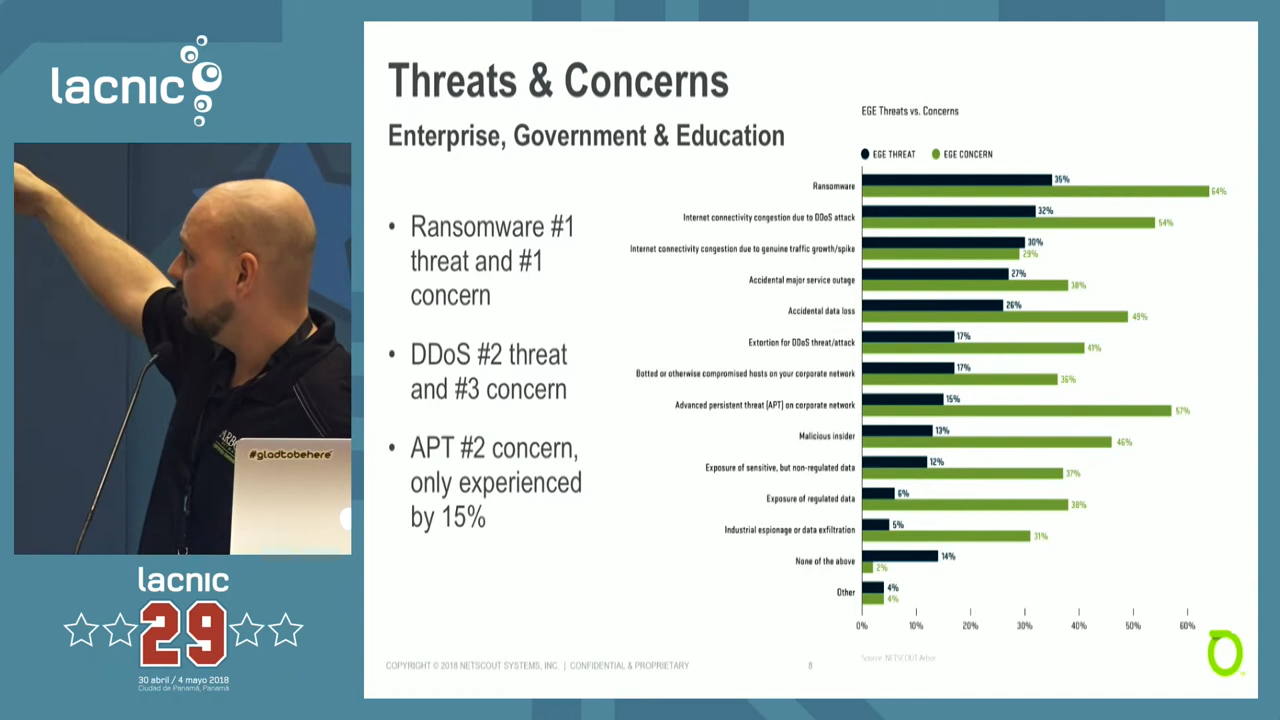 lacnic
Threats & Concerns
Enterprise, Government & Education
• Ransomware #1
threat and #1
concern
• DDoS #2 threat
and #3 concern
• APT #2 concern,
only experienced
by 15%
EGE Threats vs. Concerns
EGE THREAT EGE CONCERN
Ransomware 35% 64%
Internet connectivity congestion due to DDoS attack 32% 54%
Internet connectivity congestion due to genuine traffic growth/spike 30% 29%
Accidental major service outage 27% 38%
Accidental data loss 26% 49%
Extortion for DDoS threat/attack 17% 41%
Botted or otherwise compromised hosts on your corporate network 17% 36%
Advanced persistent threat (APT) on corporate network 15% 57%
Malicious insider 13% 46%
Exposure of sensitive, but non-regulated data 12% 37%
Exposure of regulated data 6% 38%
Industrial espionage or data exfiltration 5% 31%
None of the above 14% 2%
Other 4% 4%
0% 10% 20% 30% 40% 50% 60%
Source: NETSCOUT Arbor
COPYRIGHT © 2018 NETSCOUT SYSTEMS, INC. | CONFIDENTIAL & PROPRIETARY 8
#gladtobehere
lacnic
29
30 abril / 4 mayo 2018
Ciudad de Panamá, Panamá